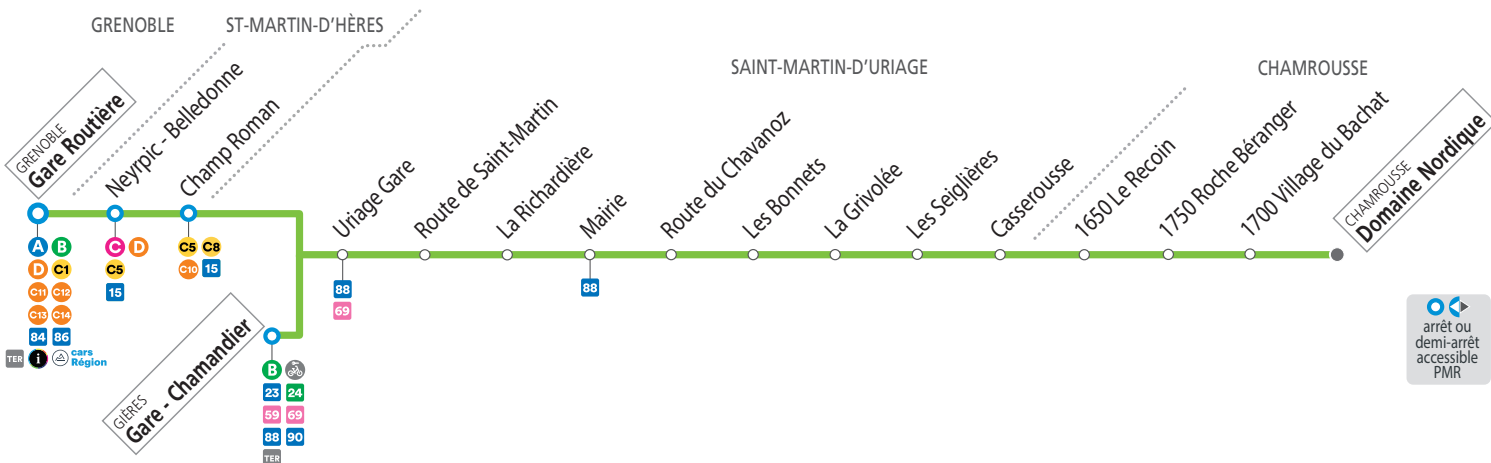 GRENOBLE
ST-MARTIN-D'HÈRES
SAINT-MARTIN-D'URIAGE
CHAMROUSSE
GRENOBLE
Gare Routière
Neyrpic - Belledonne
Champ Roman
Uriage Gare
Route de Saint-Martin
La Richardière
Mairie
Route du Chavanoz
Les Bonnets
La Grivolée
Les Seiglières
Casserousse
1650 Le Recoin
1750 Roche Béranger
1700 Village du Bachat
CHAMROUSSE
Domaine Nordique
A B
D C1
C11 C12
C13 C14
84 86
TER i cars Région
C D
C5
15
C5 C8
C10 15
88
69
88
GIÈRES
Gare - Chamandier
B
23 24
59 69
88 90
TER
arrêt ou
demi-arrêt
accessible
PMR